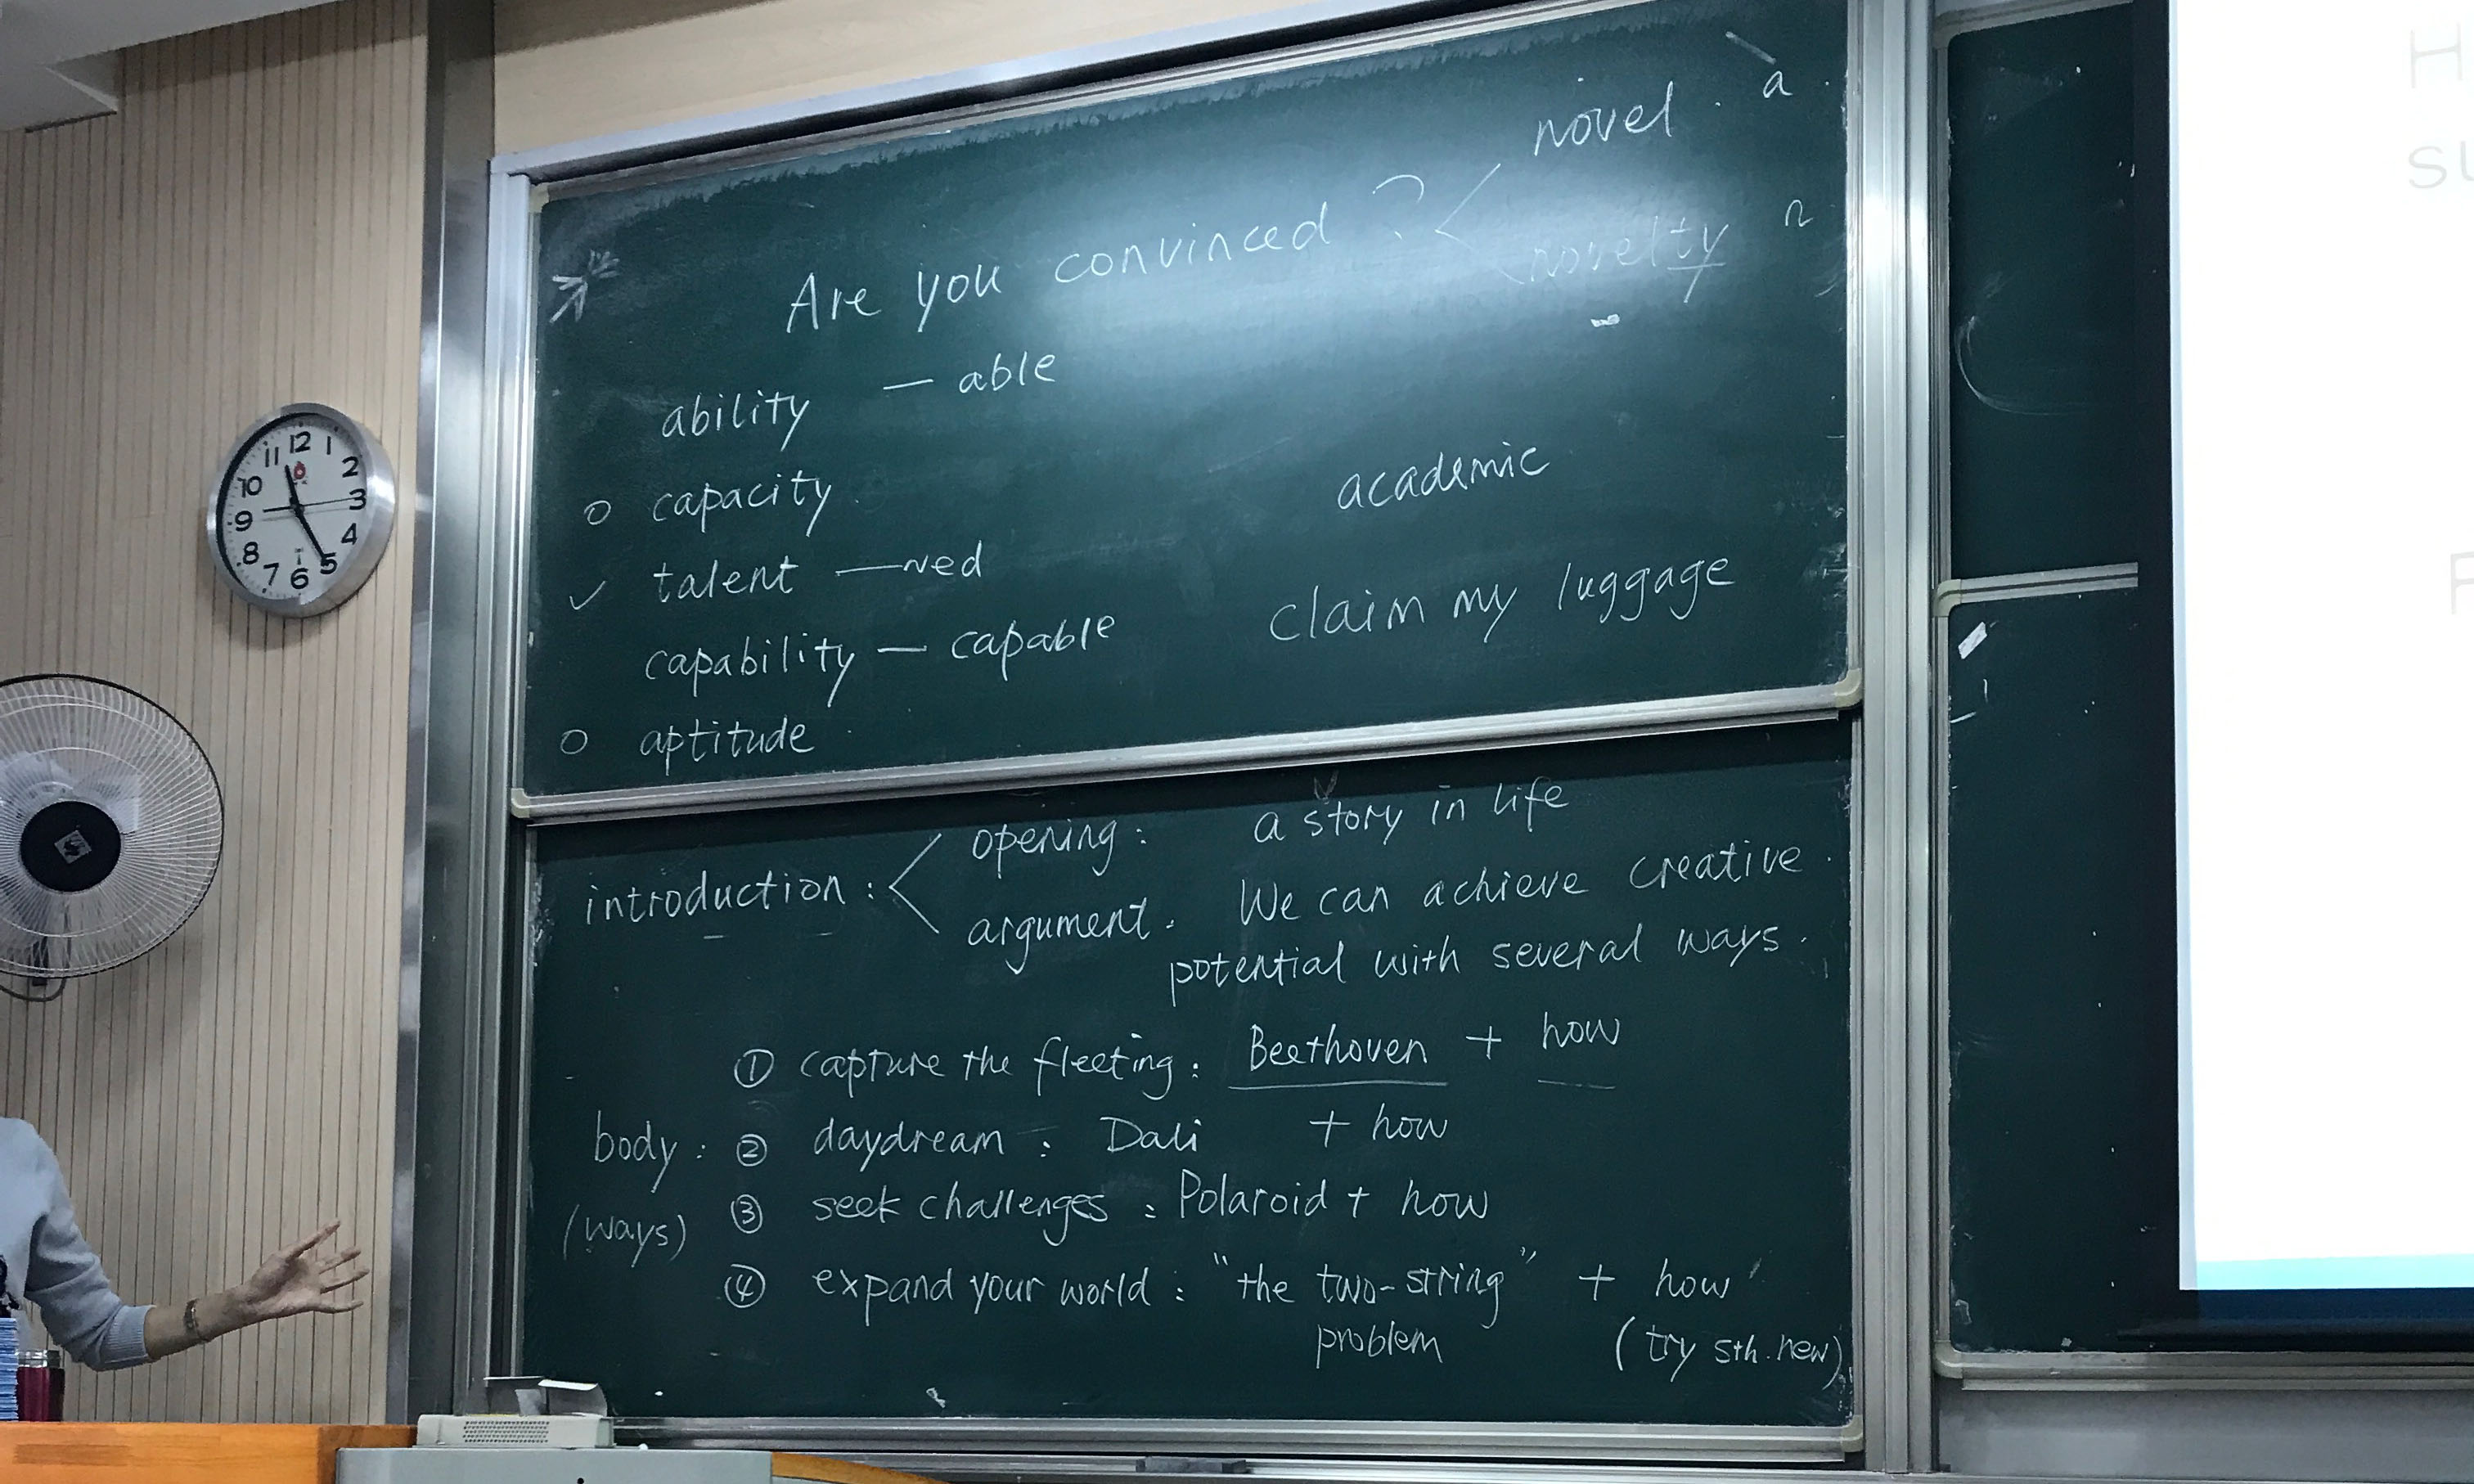 novel . a.
Are you convinced ? < novelty n
ability — able
capacity. academic
talent —ed
claim my luggage
capability — capable
aptitude.
introduction : < opening : a story in life
argument. We can achieve creative
potential with several ways.
① capture the fleeting : Beethoven + how
body : ② daydream : Dali + how
(ways) ③ seek challenges : Polaroid + how
④ expand your world : "the two-string" + how
problem (try sth. new)
12 1 2 3 4 5 6 7 8 9 10 11
H
SU
F